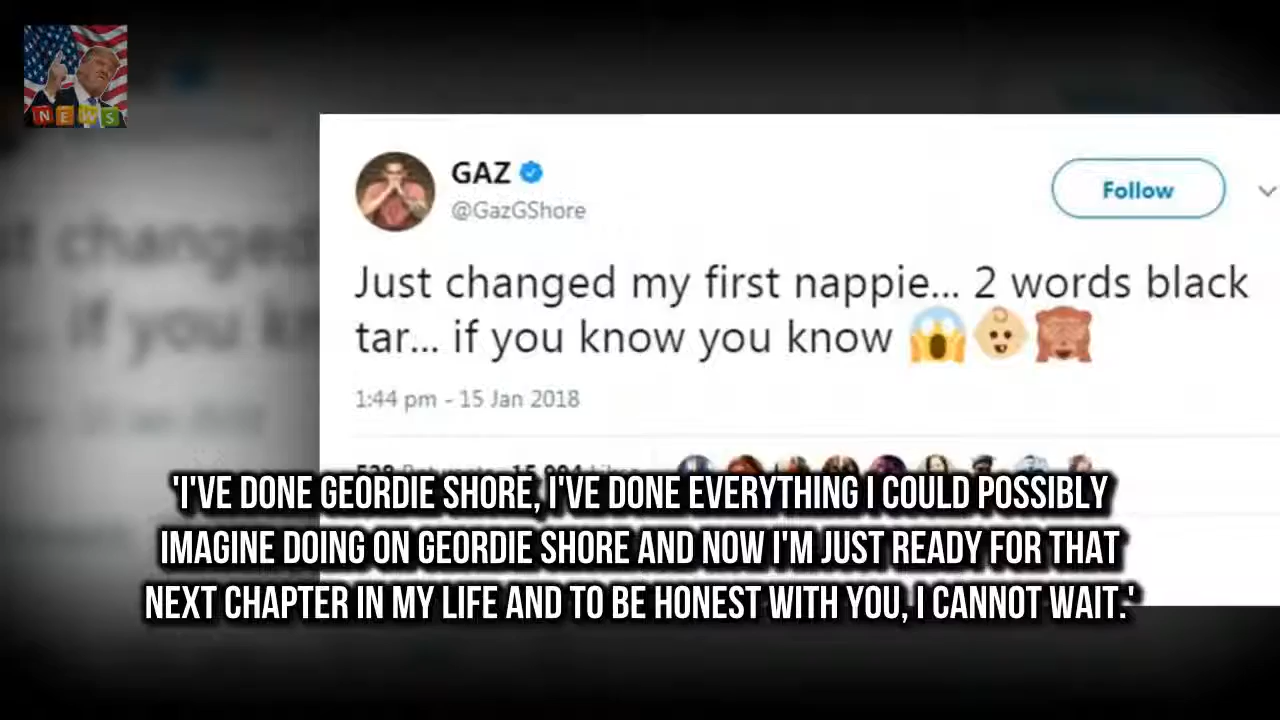 NEWS
GAZ
@GazGShore
Follow
Just changed my first nappie... 2 words black
tar... if you know you know
1:44 pm - 15 Jan 2018
'I'VE DONE GEORDIE SHORE, I'VE DONE EVERYTHING I COULD POSSIBLY
IMAGINE DOING ON GEORDIE SHORE AND NOW I'M JUST READY FOR THAT
NEXT CHAPTER IN MY LIFE AND TO BE HONEST WITH YOU, I CANNOT WAIT.'